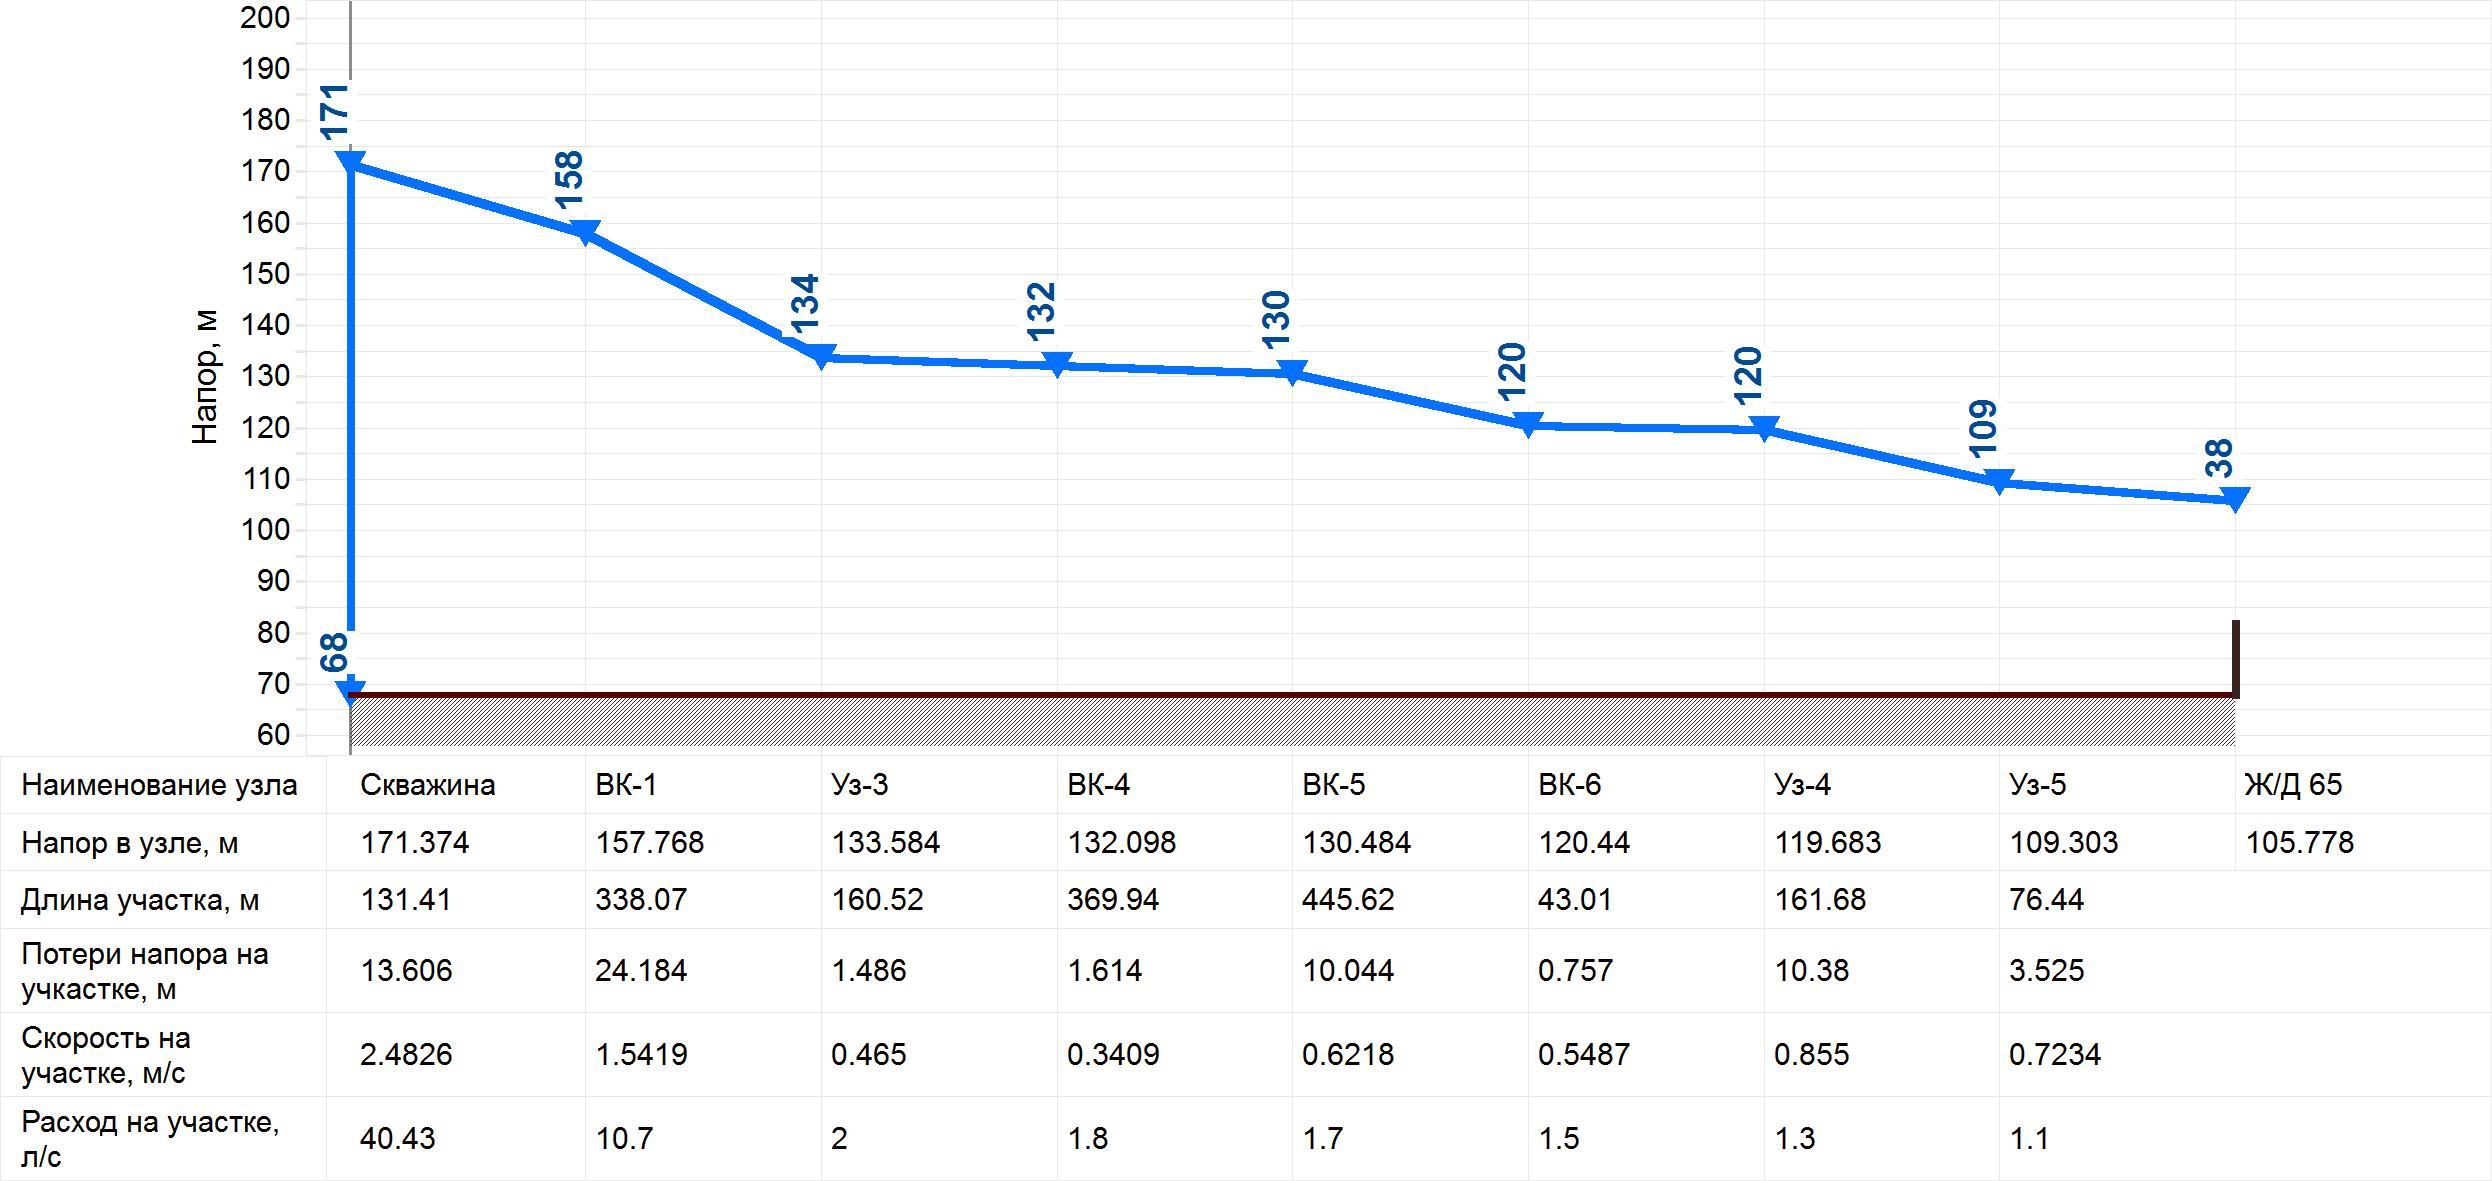 200
190
180
170
160
150
140
130
120
110
100
90
80
70
60
Напор, м
171
68
158
134
132
130
120
120
109
38
Наименование узла Скважина ВК-1 Уз-3 ВК-4 ВК-5 ВК-6 Уз-4 Уз-5 Ж/Д 65
Напор в узле, м 171.374 157.768 133.584 132.098 130.484 120.44 119.683 109.303 105.778
Длина участка, м 131.41 338.07 160.52 369.94 445.62 43.01 161.68 76.44
Потери напора на
учкастке, м 13.606 24.184 1.486 1.614 10.044 0.757 10.38 3.525
Скорость на
участке, м/с 2.4826 1.5419 0.465 0.3409 0.6218 0.5487 0.855 0.7234
Расход на участке,
л/с 40.43 10.7 2 1.8 1.7 1.5 1.3 1.1